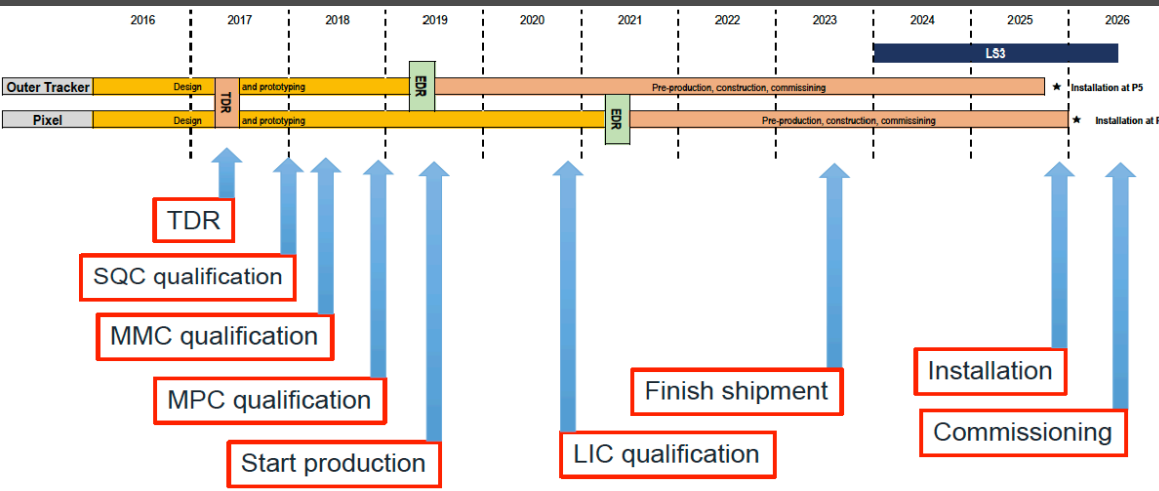 2016 2017 2018 2019 2020 2021 2022 2023 2024 2025 2026
LS3
Outer Tracker Design and prototyping EDR Pre-production, construction, commissining Installation at P5
TDR
Pixel Design and prototyping EDR Pre-production, construction, commissioning Installation at
TDR
SQC qualification
MMC qualification
MPC qualification
Start production
LIC qualification
Finish shipment
Installation
Commissioning